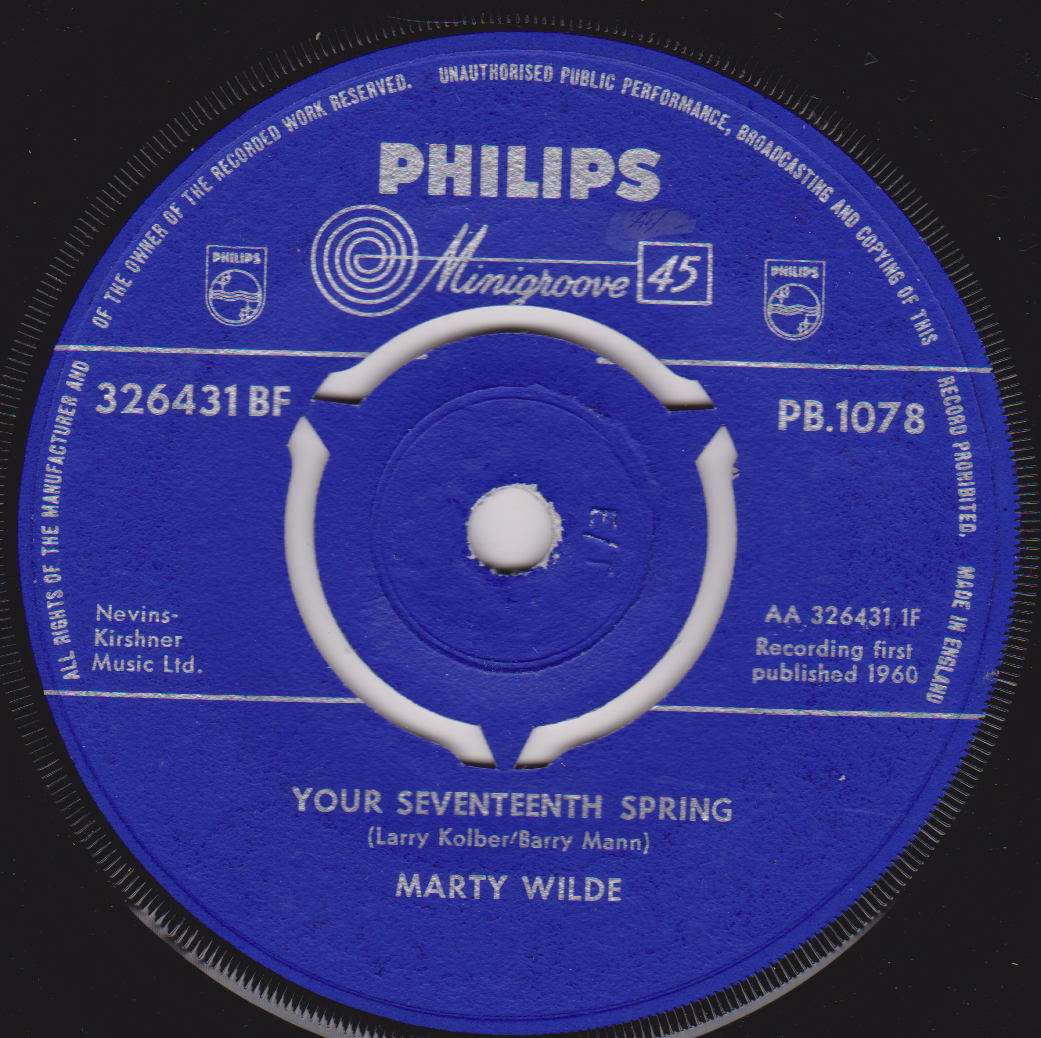 ALL RIGHTS OF THE MANUFACTURER AND OF THE OWNER OF THE RECORDED WORK RESERVED. UNAUTHORISED PUBLIC PERFORMANCE, BROADCASTING AND COPYING OF THIS RECORD PROHIBITED. MADE IN ENGLAND
PHILIPS
Minigroove 45
PHILIPS
PHILIPS
326431 BF
PB.1078
Nevins-
Kirshner
Music Ltd.
AA 326431 1F
Recording first
published 1960
YOUR SEVENTEENTH SPRING
(Larry Kolber/Barry Mann)
MARTY WILDE